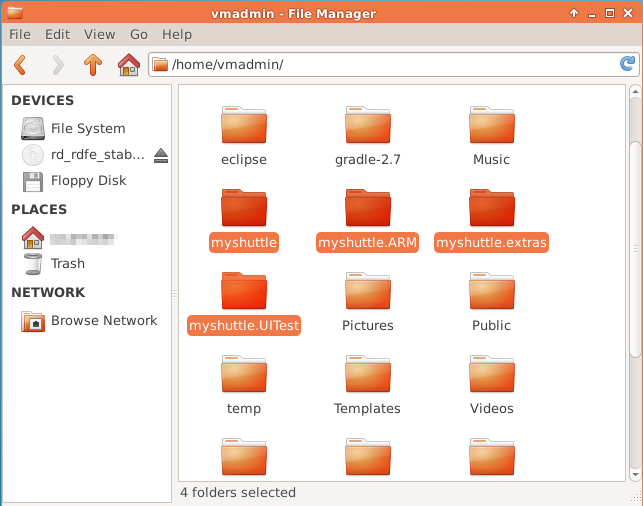 vmadmin - File Manager
File Edit View Go Help
/home/vmadmin/
DEVICES
File System
rd_rdfe_stab...
Floppy Disk
PLACES
Trash
NETWORK
Browse Network
eclipse gradle-2.7 Music
myshuttle myshuttle.ARM myshuttle.extras
myshuttle.UITest Pictures Public
temp Templates Videos
4 folders selected